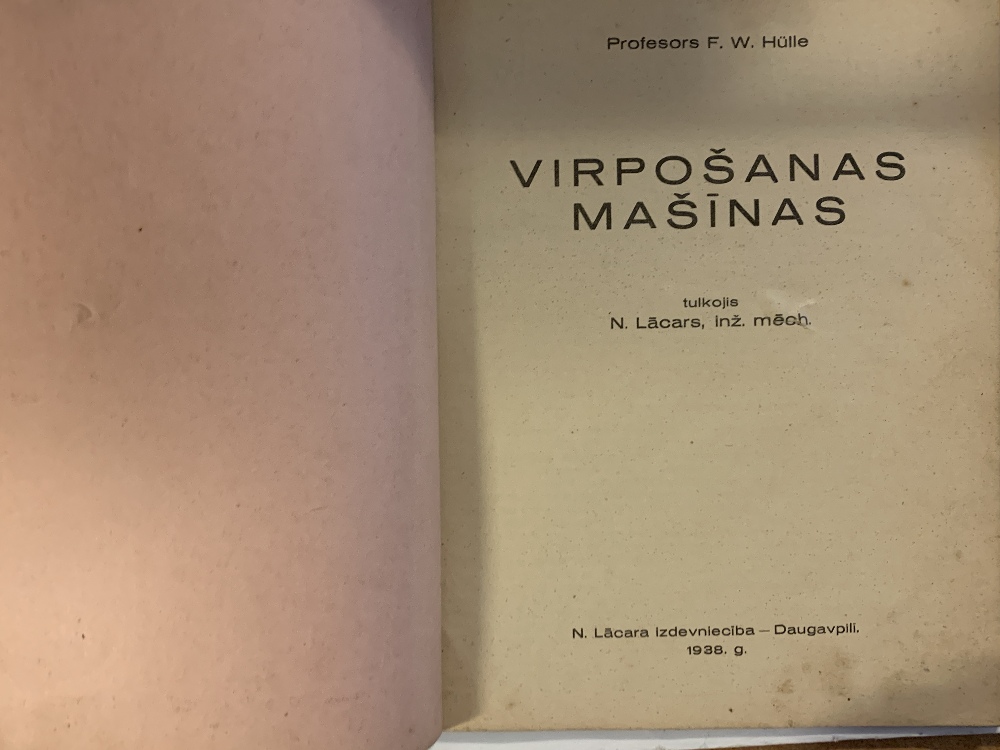 Profesors F. W. Hülle
VIRPOŠANAS
MAŠĪNAS
tulkojis
N. Lācars, inž. mēch.
N. Lācara izdevniecība — Daugavpilī.
1938. g.